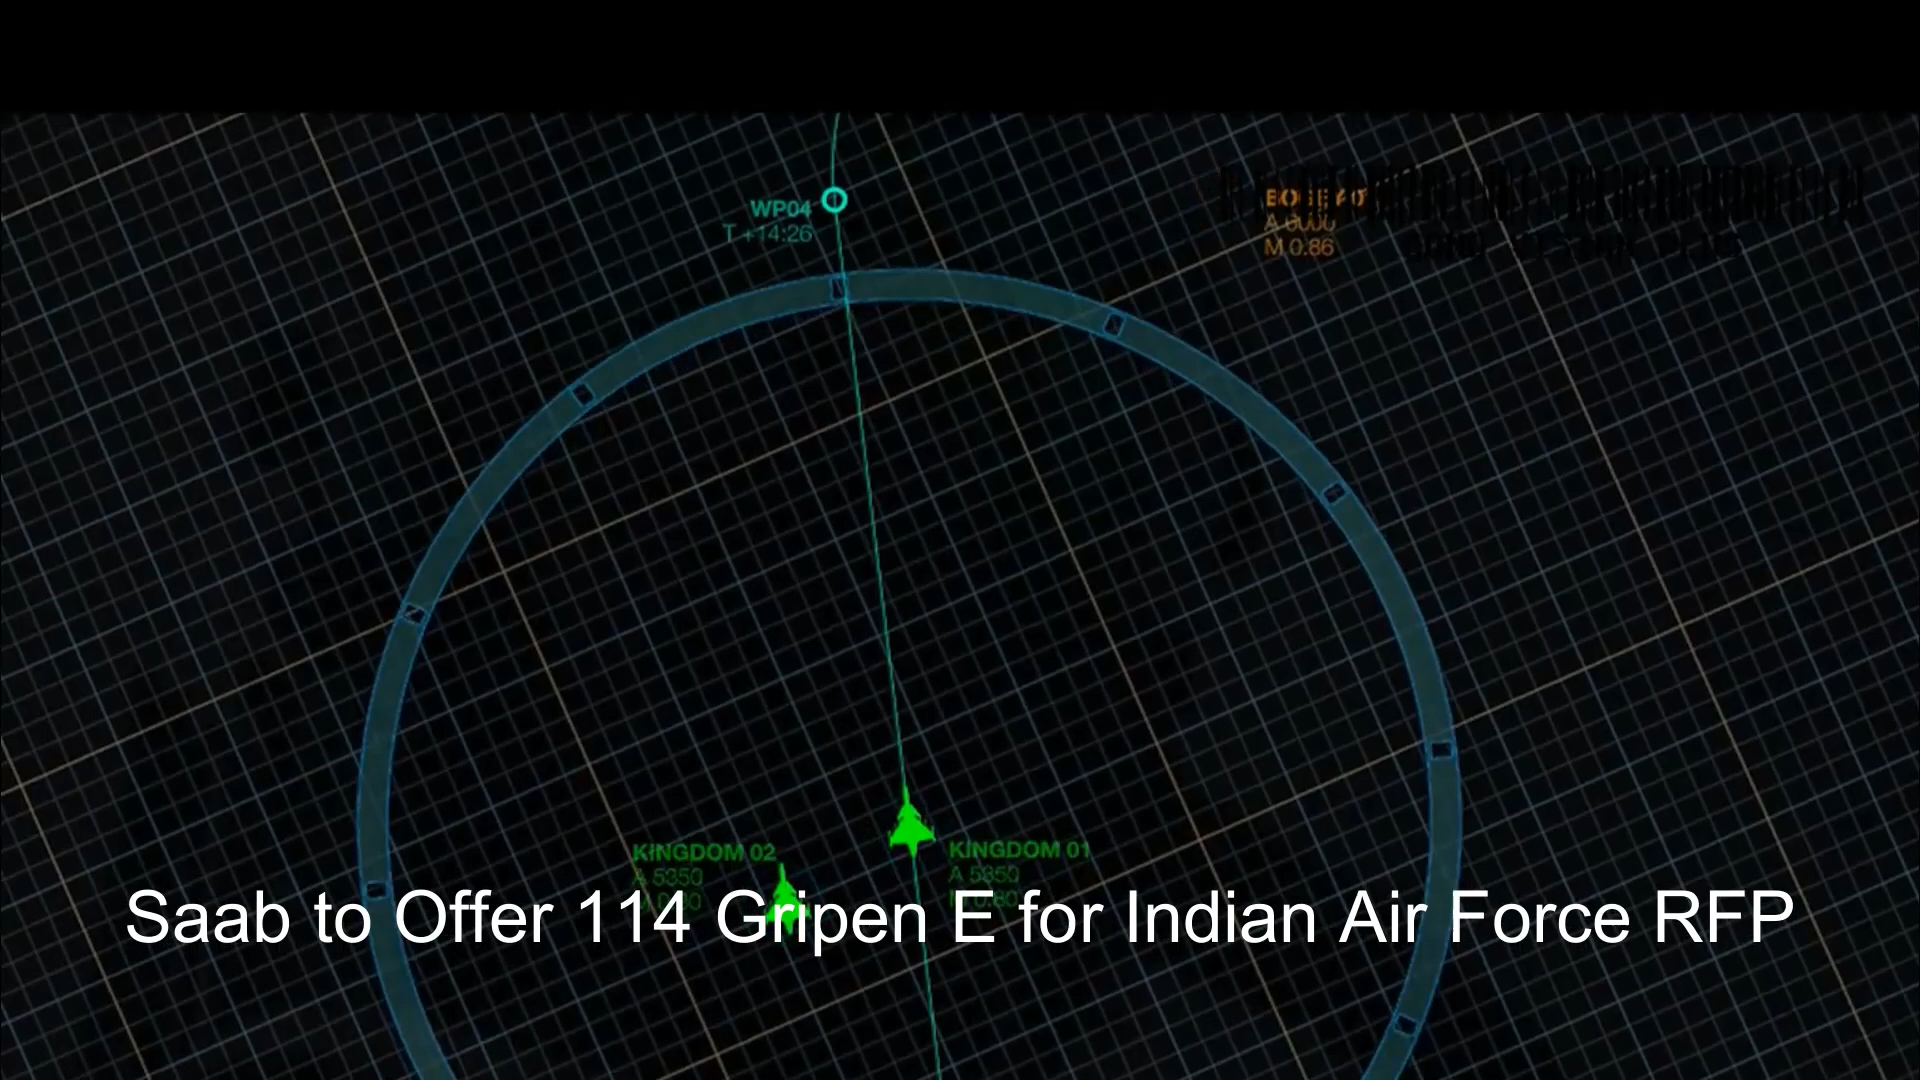 WP04
T +14:26
A 6000
M 0.86
KINGDOM 02
A 5350
KINGDOM 01
A 5350
Saab to Offer 114 Gripen E for Indian Air Force RFP